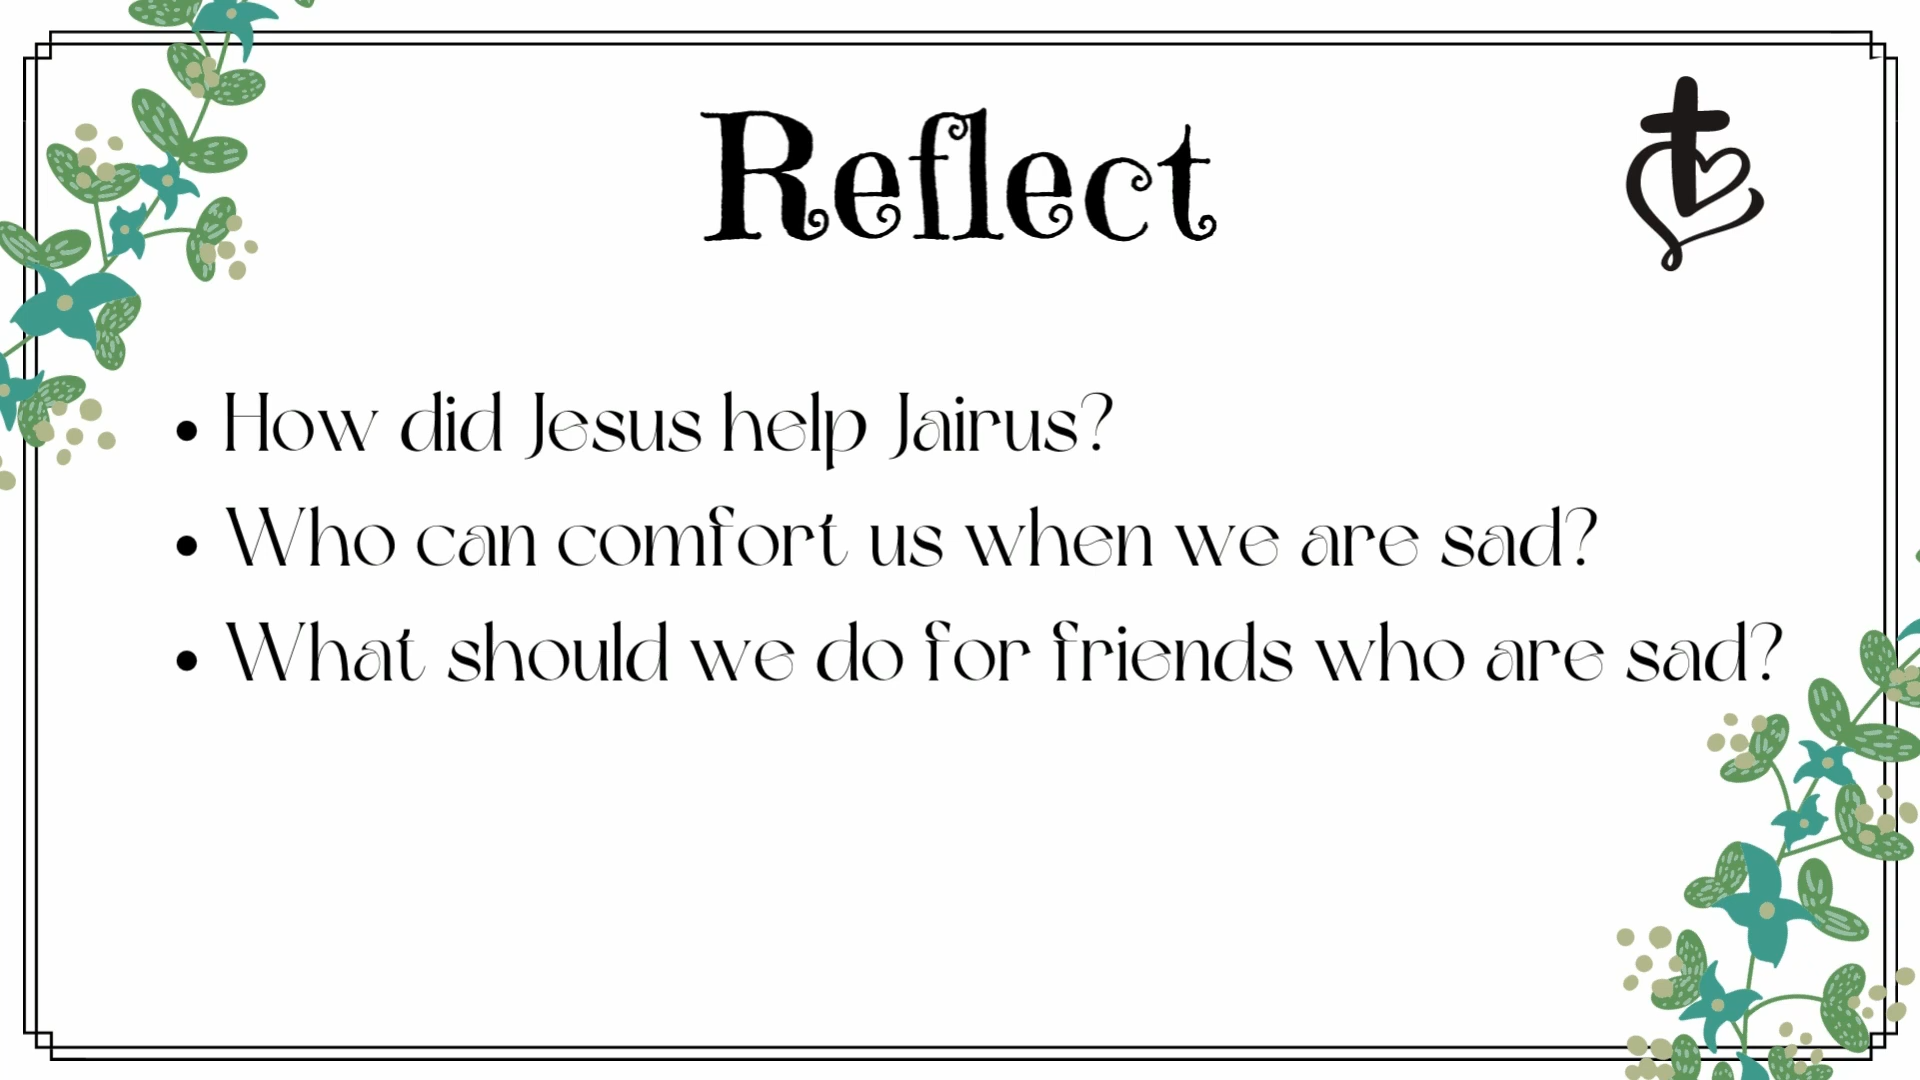 Reflect
• How did Jesus help Jairus?
• Who can comfort us when we are sad?
• What should we do for friends who are sad?